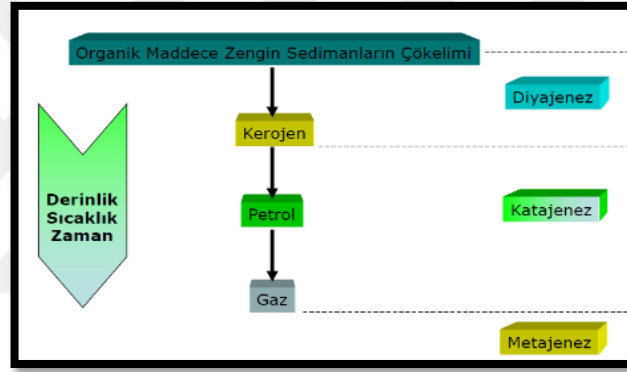 Organik Maddece Zengin Sedimanların Çökelimi
Diyajenez
Kerojen
Derinlik
Sıcaklık
Zaman
Petrol
Katajenez
Gaz
Metajenez